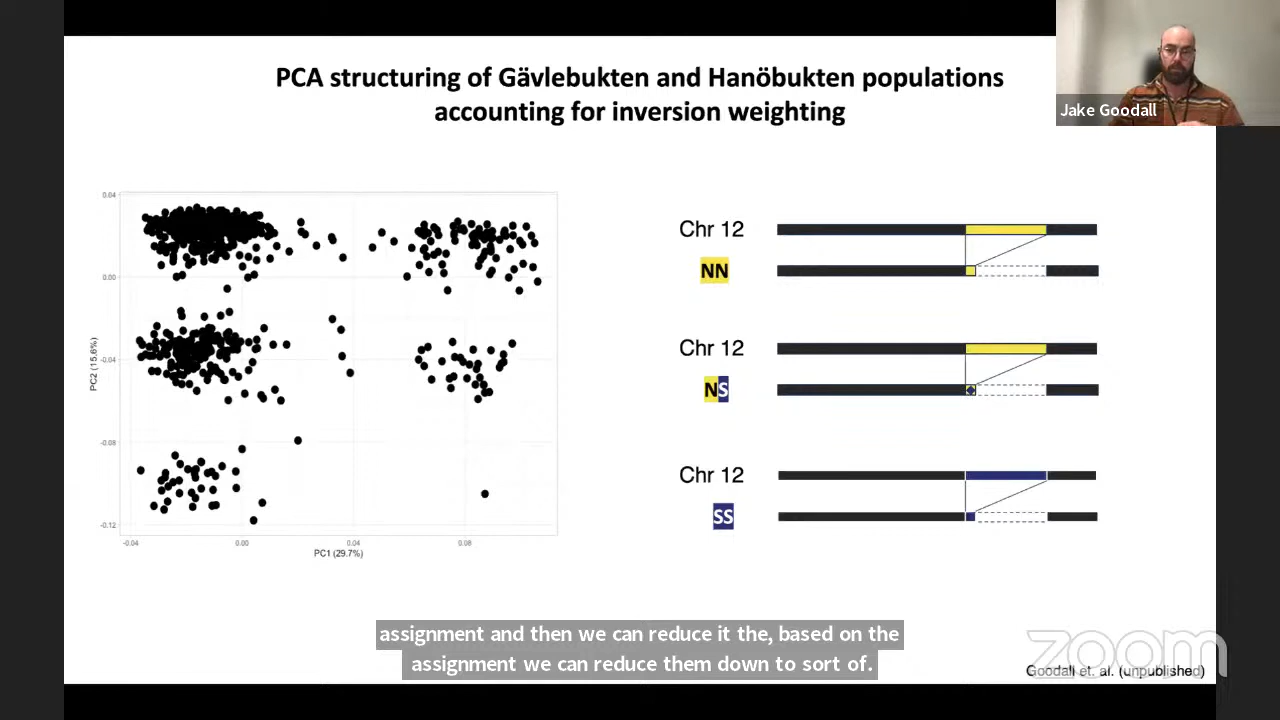 PCA structuring of Gävlebukten and Hanöbukten populations
accounting for inversion weighting
Jake Goodall
0.04
0.00
-0.04
-0.08
-0.12
PC2 (15.6%)
-0.04
0.00
0.04
0.08
PC1 (29.7%)
Chr 12
NN
Chr 12
NS
Chr 12
SS
assignment and then we can reduce it the, based on the
assignment we can reduce them down to sort of.
zoom
Goodall et. al. (unpublished)